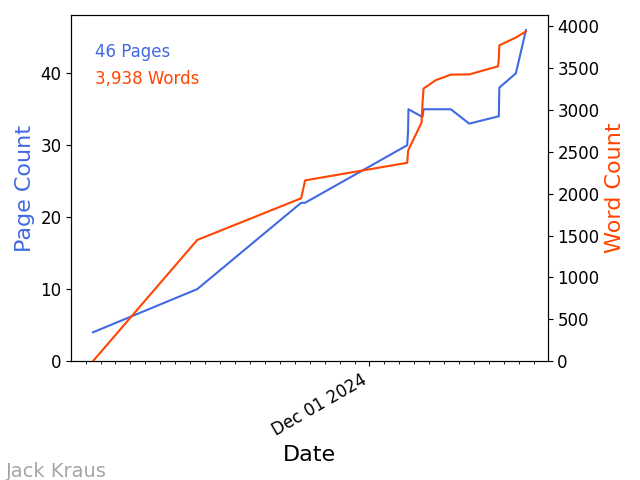 46 Pages
3,938 Words
Page Count
40
30
20
10
0
4000
3500
3000
2500
2000
1500
1000
500
0
Word Count
Dec 01 2024
Date
Jack Kraus